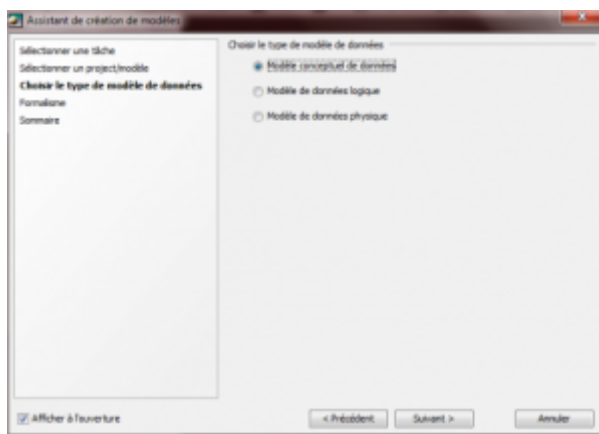 Assistant de création de modèles
Sélectionner une tâche
Sélectionner un project/modèle
Choisir le type de modèle de données
Formalisme
Sommaire
Choisir le type de modèle de données
Modèle conceptuel de données
Modèle de données logique
Modèle de données physique
Afficher à l'ouverture
< Précédent
Suivant >
Annuler